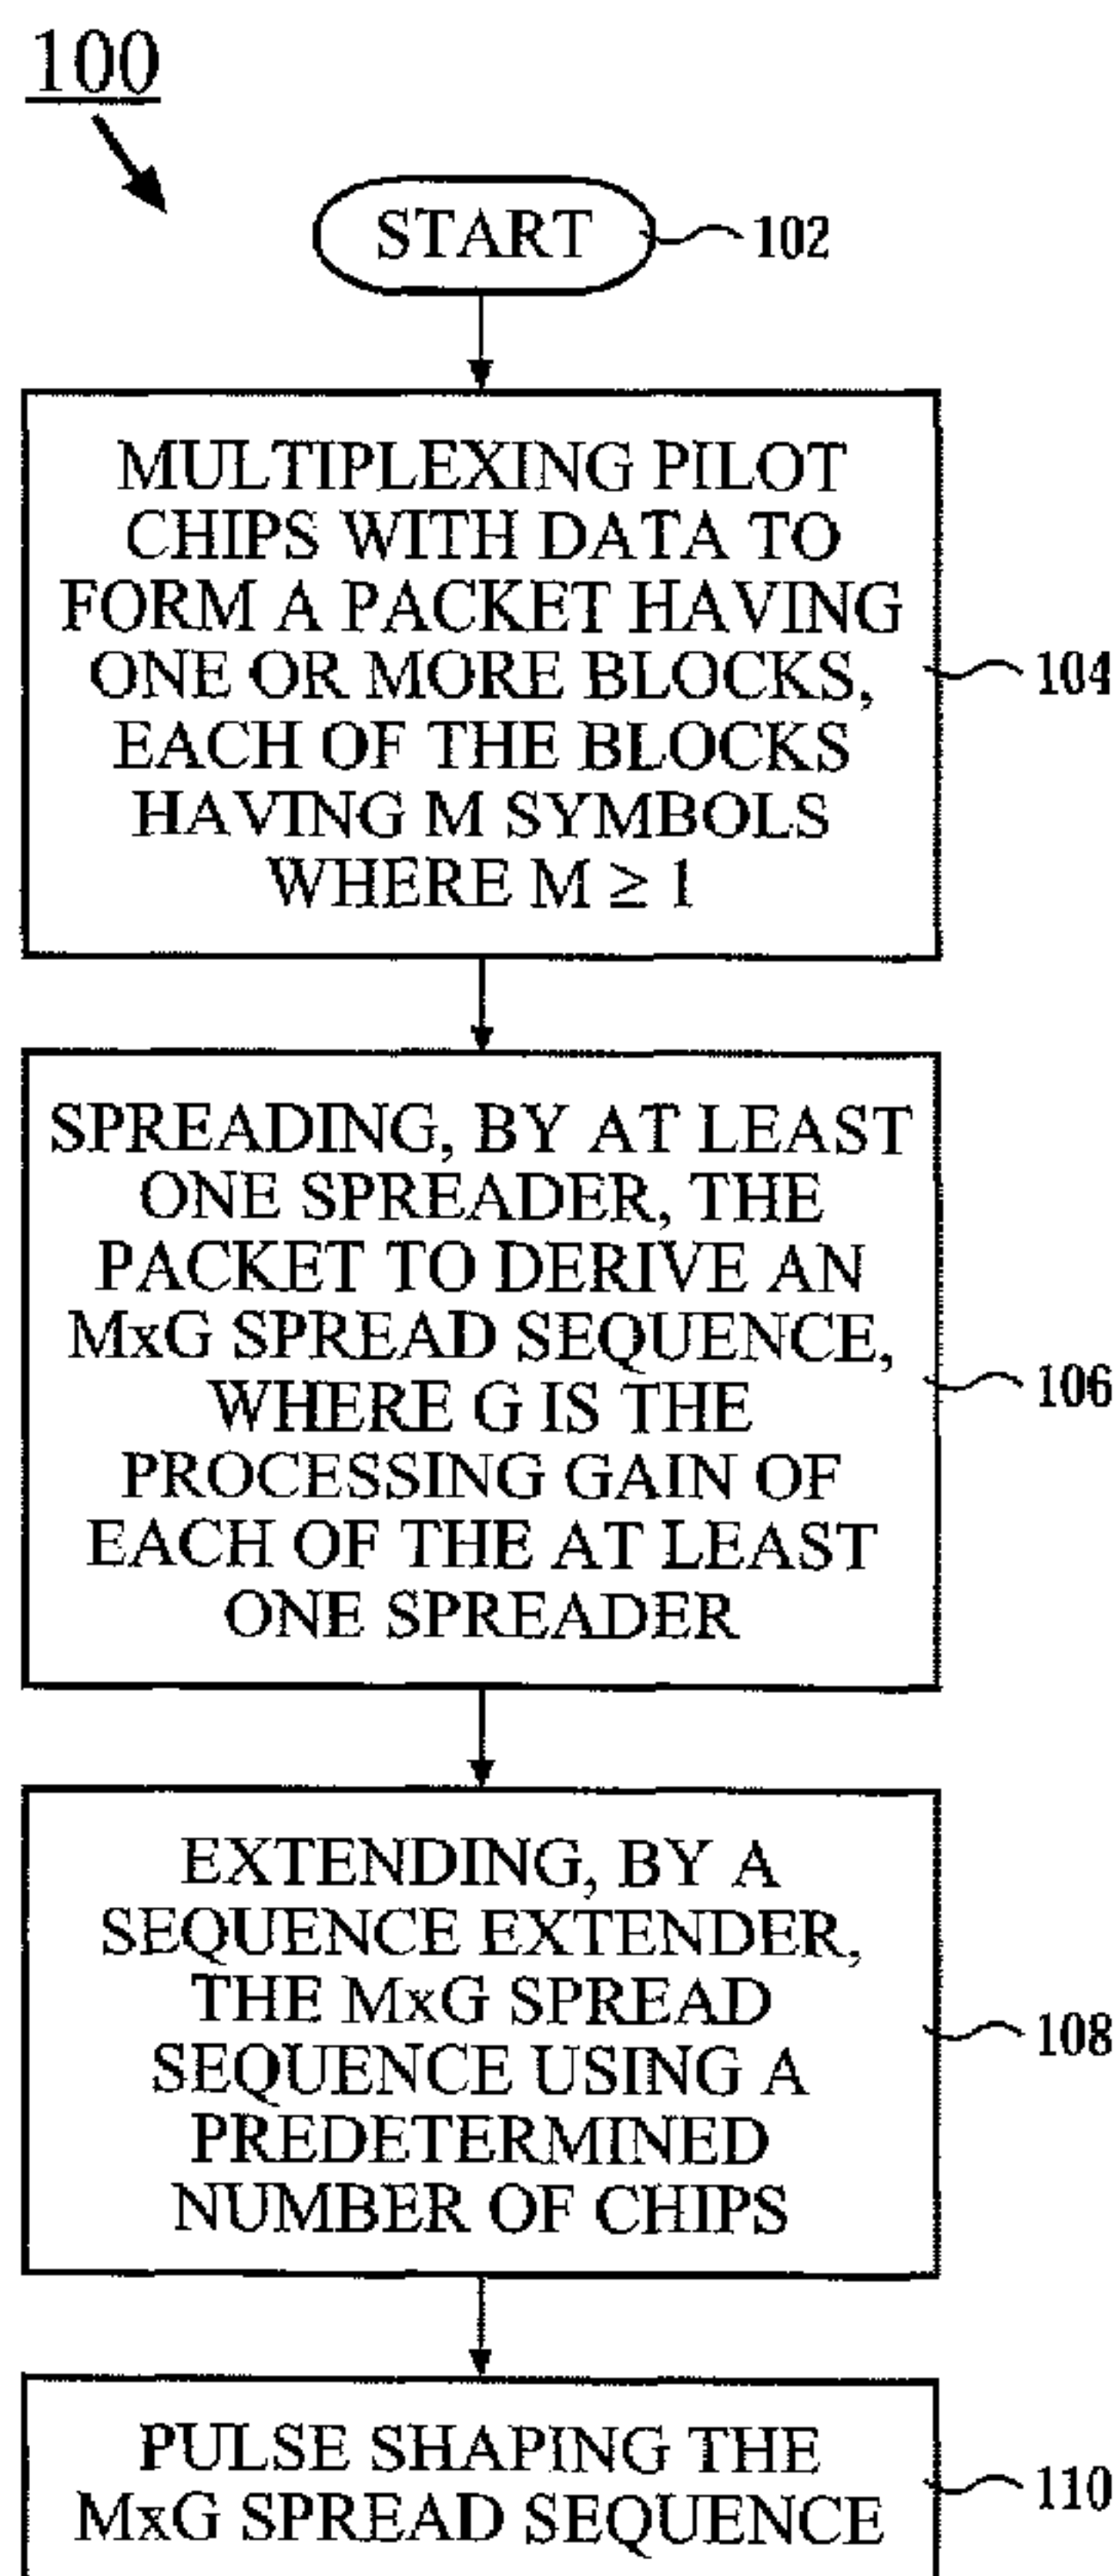 100
START
102
MULTIPLEXING PILOT
CHIPS WITH DATA TO
FORM A PACKET HAVING
ONE OR MORE BLOCKS,
EACH OF THE BLOCKS
HAVING M SYMBOLS
WHERE M ≥ 1
104
SPREADING, BY AT LEAST
ONE SPREADER, THE
PACKET TO DERIVE AN
MxG SPREAD SEQUENCE,
WHERE G IS THE
PROCESSING GAIN OF
EACH OF THE AT LEAST
ONE SPREADER
106
EXTENDING, BY A
SEQUENCE EXTENDER,
THE MxG SPREAD
SEQUENCE USING A
PREDETERMINED
NUMBER OF CHIPS
108
PULSE SHAPING THE
MxG SPREAD SEQUENCE
110